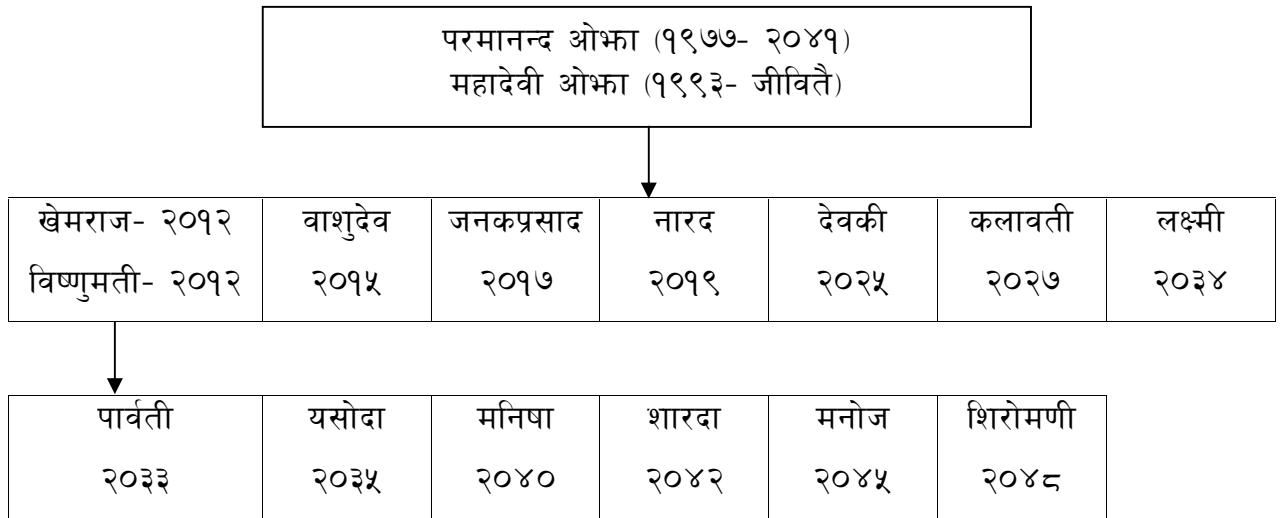 परमानन्द ओझा (१९७७- २०४१)
महादेवी ओझा (१९९३- जीवितै)
खेमराज- २०१२ वाशुदेव जनकप्रसाद नारद देवकी कलावती लक्ष्मी
विष्णुमती- २०१२ २०१५ २०१७ २०१९ २०२५ २०२७ २०३४
पार्वती यसोदा मनिषा शारदा मनोज शिरोमणी
२०३३ २०३५ २०४० २०४२ २०४५ २०४८